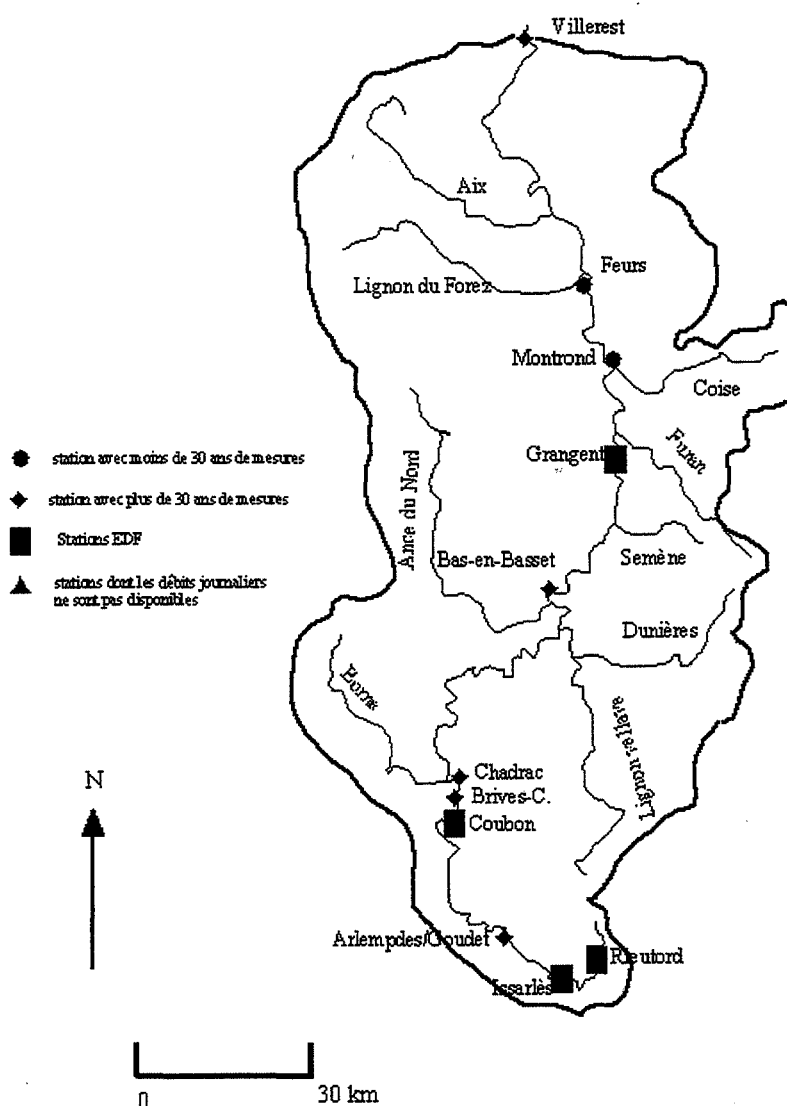 Villerest
Aix
Feurs
Lignon du Forez
Montrond
Coise
station avec moins de 30 ans de mesures
Grangent
Furan
station avec plus de 30 ans de mesures
Ance du Nord
Stations EDF
Semène
Bas-en-Basset
stations dont les débits journaliers
ne sont pas disponibles
Dunières
Borne
Lignon vellave
N
Chadrac
Brives-C.
Coubon
Arlempdes/Goudet
Rieutord
Issarlès
0
30 km